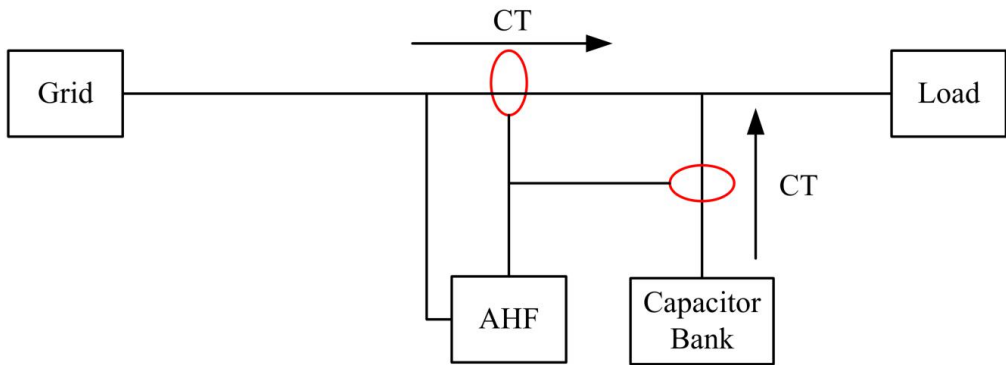 CT
Grid
Load
CT
AHF
Capacitor
Bank